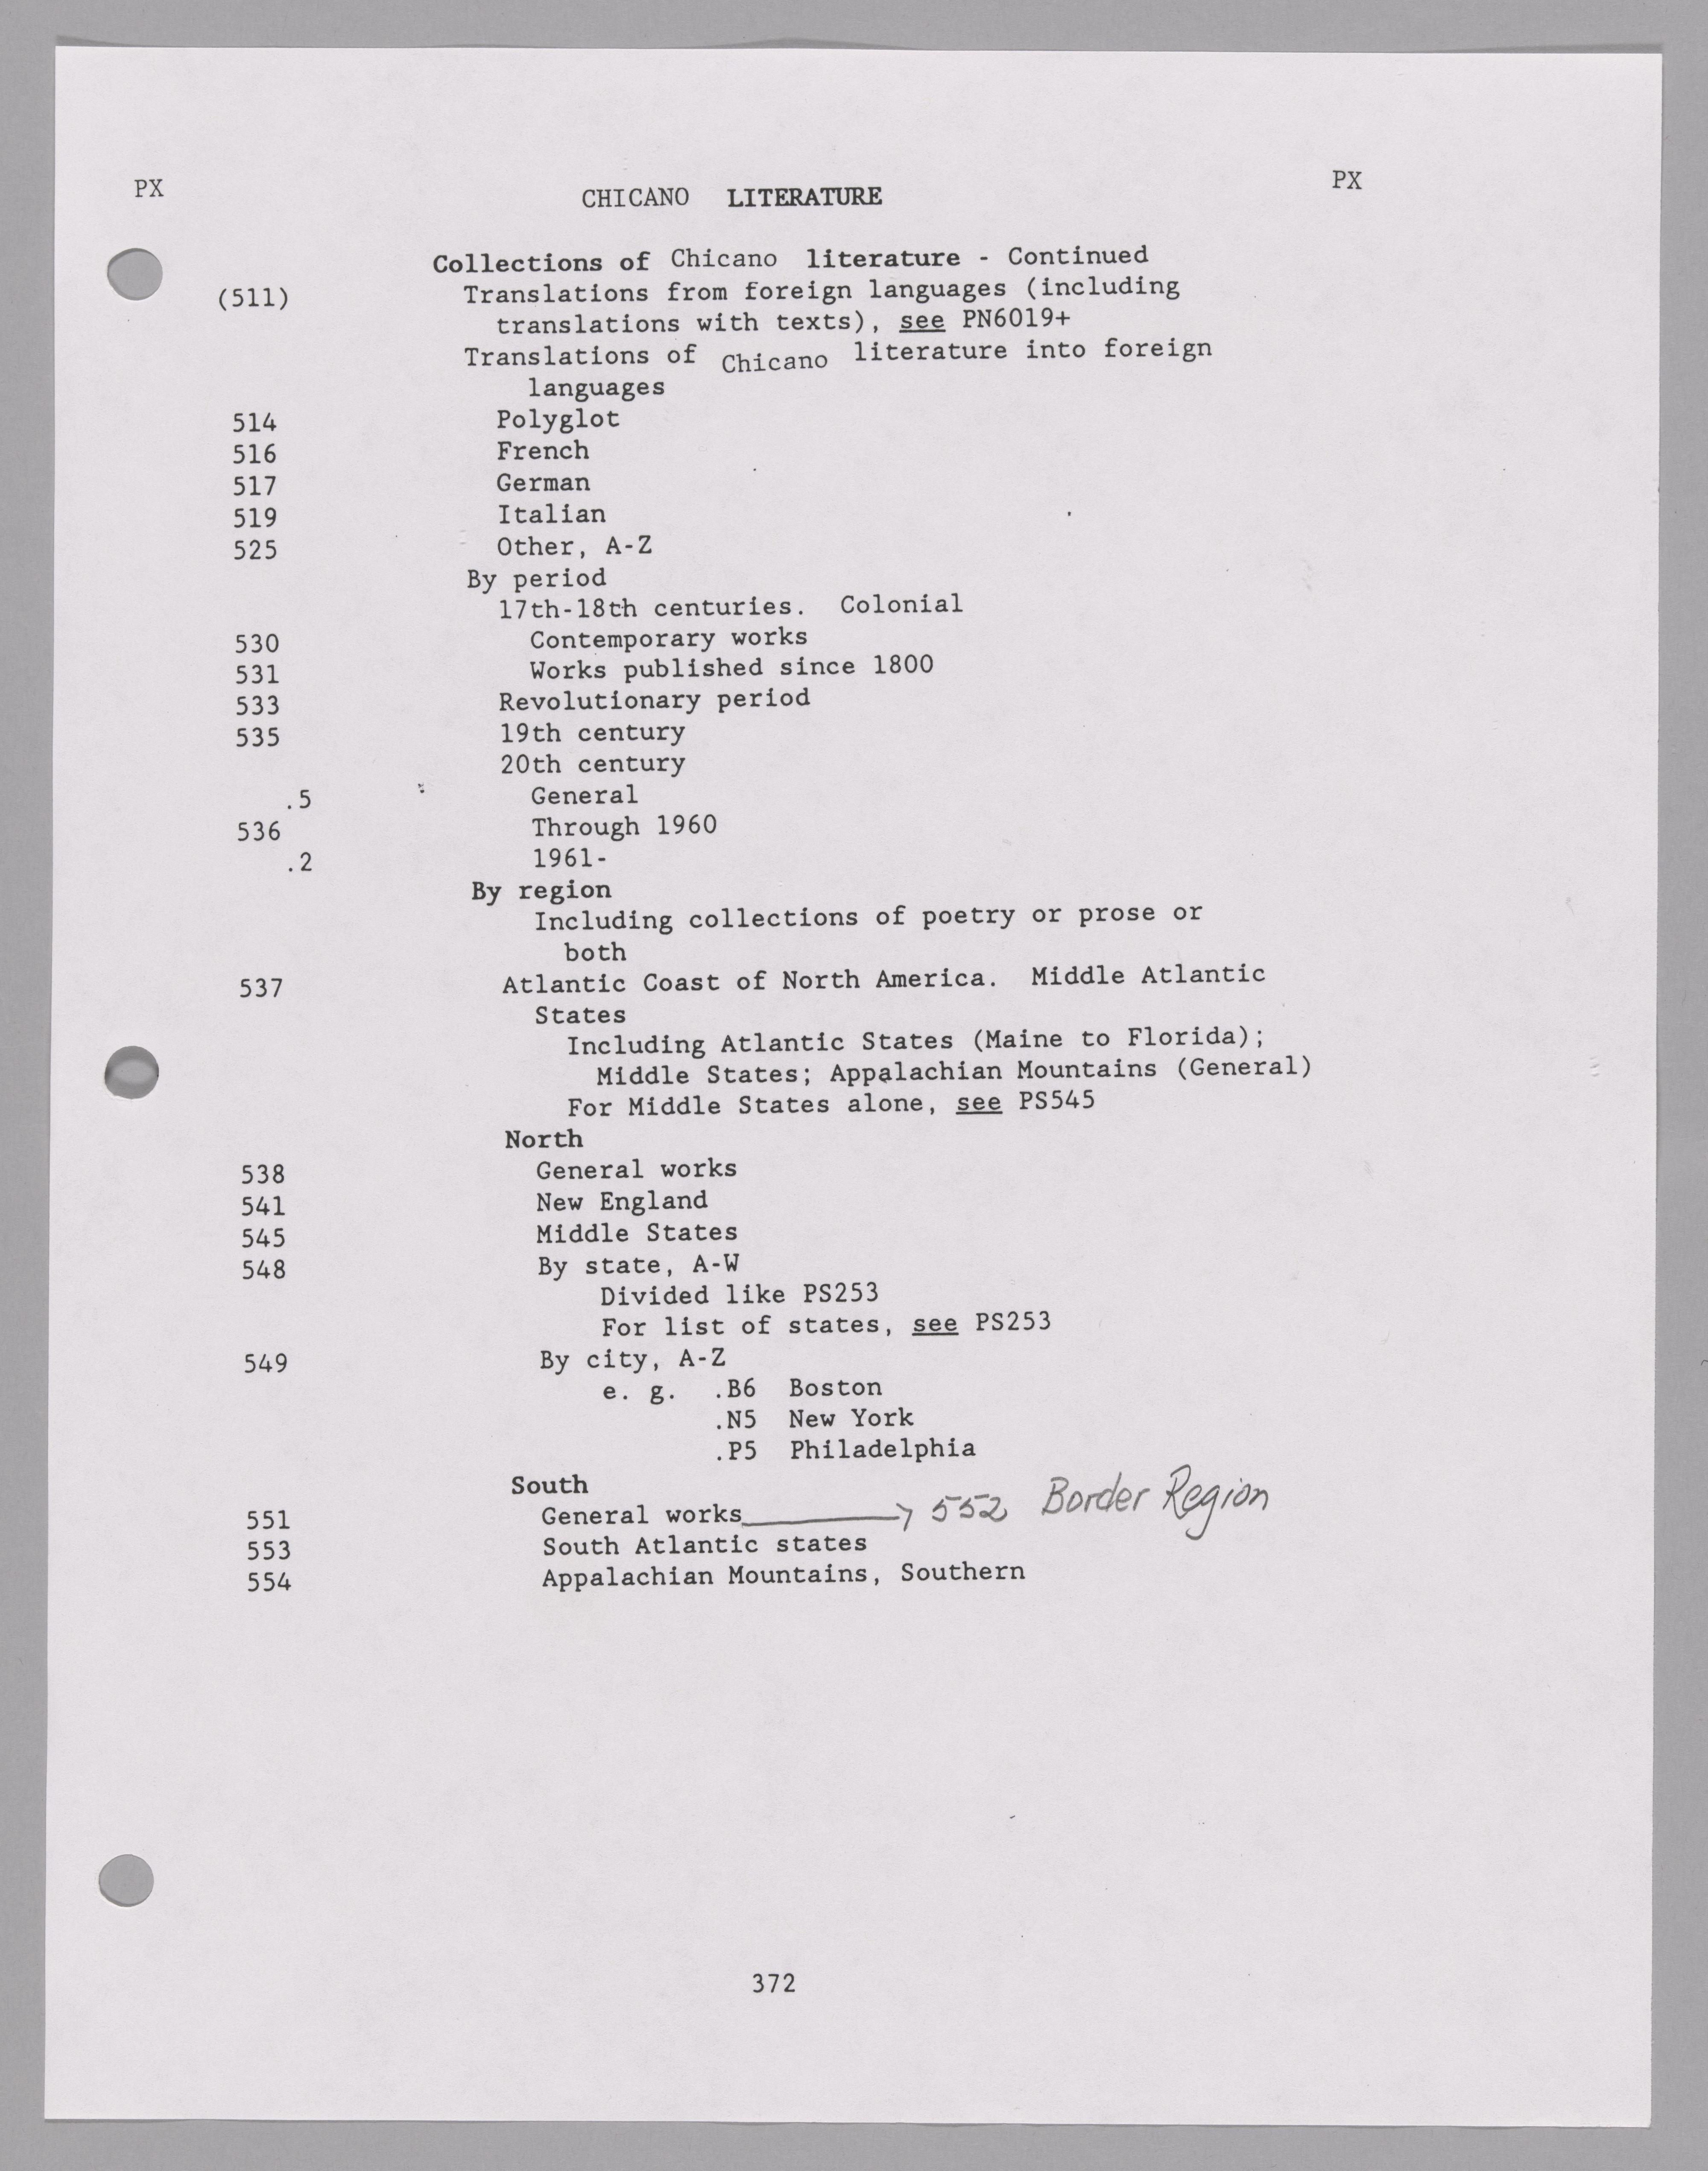 PX CHICANO LITERATURE PX
Collections of Chicano literature - Continued
(511) Translations from foreign languages (including
translations with texts), see PN6019+
Translations of Chicano literature into foreign
languages
514 Polyglot
516 French
517 German
519 Italian
525 Other, A-Z
By period
17th-18th centuries. Colonial
530 Contemporary works
531 Works published since 1800
533 Revolutionary period
535 19th century
20th century
.5 General
536 Through 1960
.2 1961-
By region
Including collections of poetry or prose or
both
537 Atlantic Coast of North America. Middle Atlantic
States
Including Atlantic States (Maine to Florida);
Middle States; Appalachian Mountains (General)
For Middle States alone, see PS545
North
538 General works
541 New England
545 Middle States
548 By state, A-W
Divided like PS253
For list of states, see PS253
549 By city, A-Z
e. g. .B6 Boston
.N5 New York
.P5 Philadelphia
South
551 General works 552 Border Region
553 South Atlantic states
554 Appalachian Mountains, Southern
372